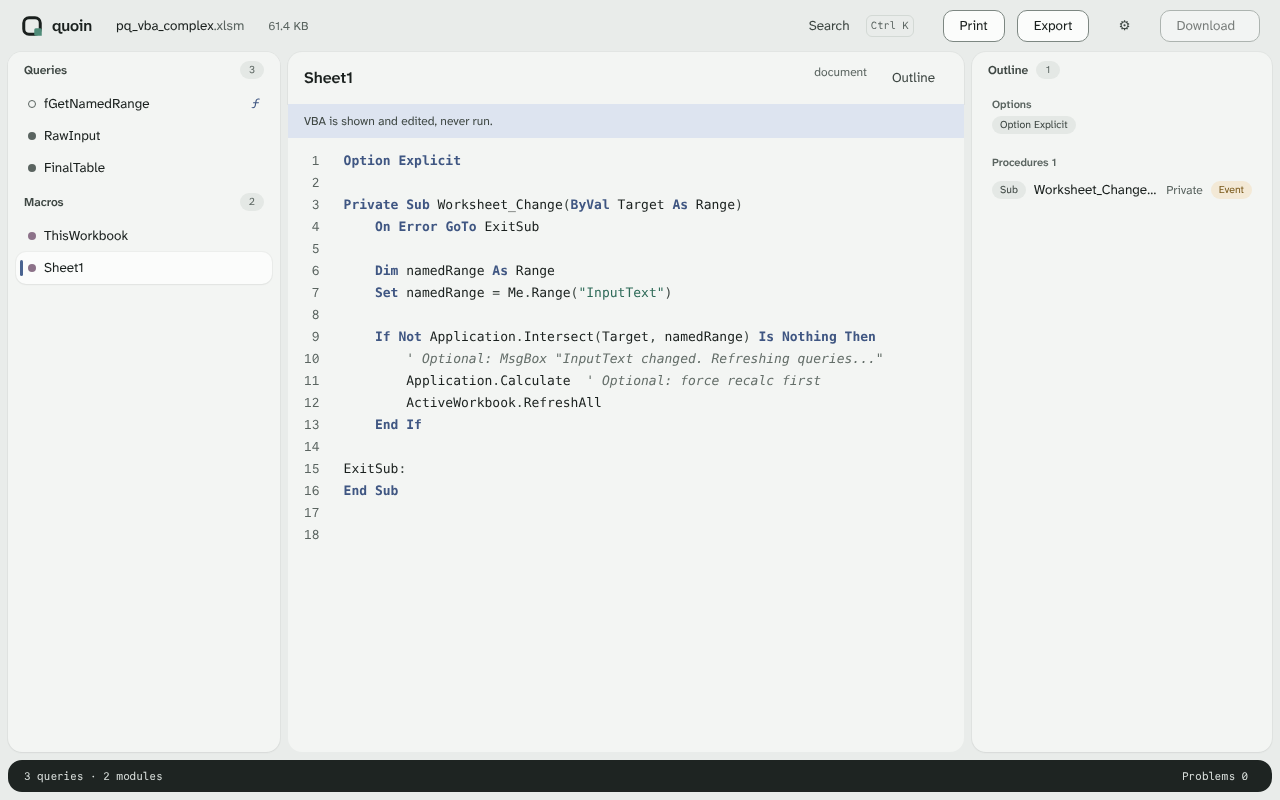 quoin pq_vba_complex.xlsm 61.4 KB Search Ctrl K Print Export Download
Queries 3
fGetNamedRange ƒ
RawInput
FinalTable
Macros 2
ThisWorkbook
Sheet1
Sheet1 document Outline
VBA is shown and edited, never run.
1 Option Explicit
2
3 Private Sub Worksheet_Change(ByVal Target As Range)
4 On Error GoTo ExitSub
5
6 Dim namedRange As Range
7 Set namedRange = Me.Range("InputText")
8
9 If Not Application.Intersect(Target, namedRange) Is Nothing Then
10 ' Optional: MsgBox "InputText changed. Refreshing queries..."
11 Application.Calculate ' Optional: force recalc first
12 ActiveWorkbook.RefreshAll
13 End If
14
15 ExitSub:
16 End Sub
17
18
Outline 1
Options
Option Explicit
Procedures 1
Sub Worksheet_Change... Private Event
3 queries · 2 modules Problems 0